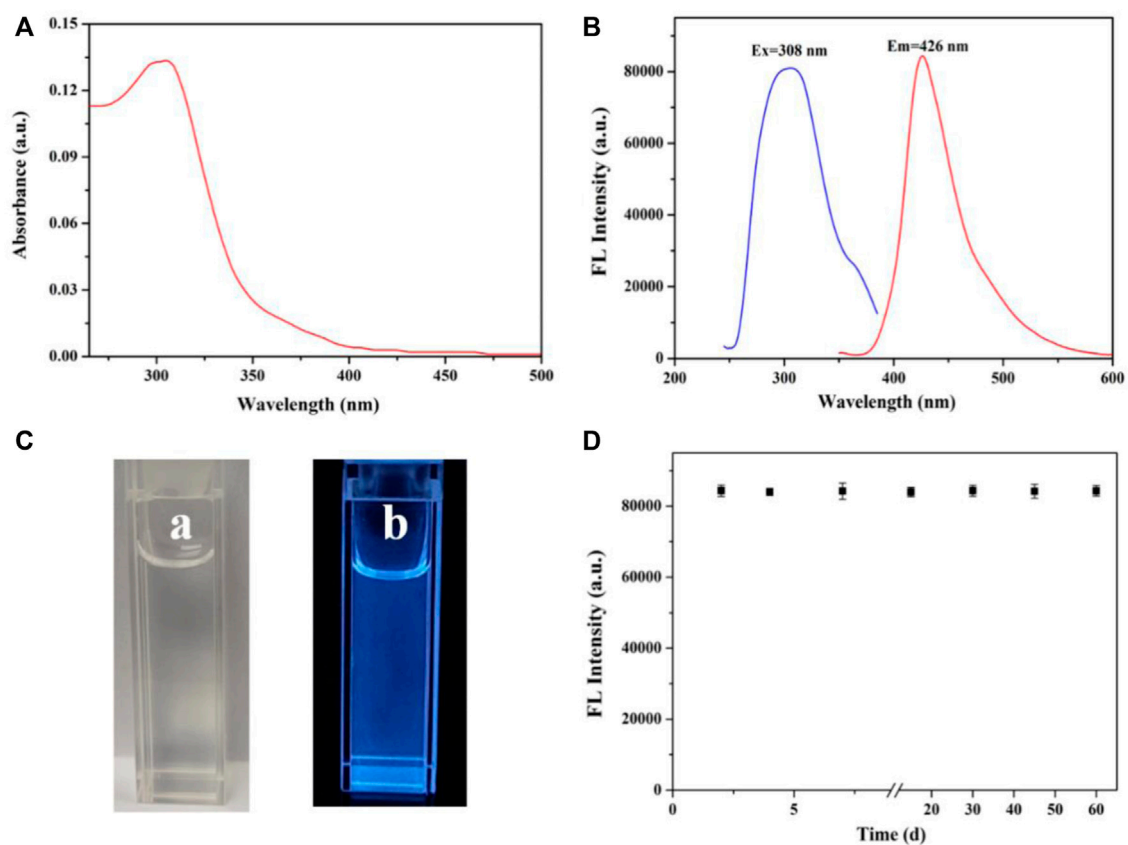 A
0.15
0.12
0.09
0.06
0.03
0.00
Absorbance (a.u.)
300
350
400
450
500
Wavelength (nm)
B
Ex=308 nm
Em=426 nm
80000
60000
40000
20000
0
FL Intensity (a.u.)
200
300
400
500
600
Wavelength (nm)
C
a
b
D
80000
60000
40000
20000
0
FL Intensity (a.u.)
0
5
20
30
40
50
60
Time (d)